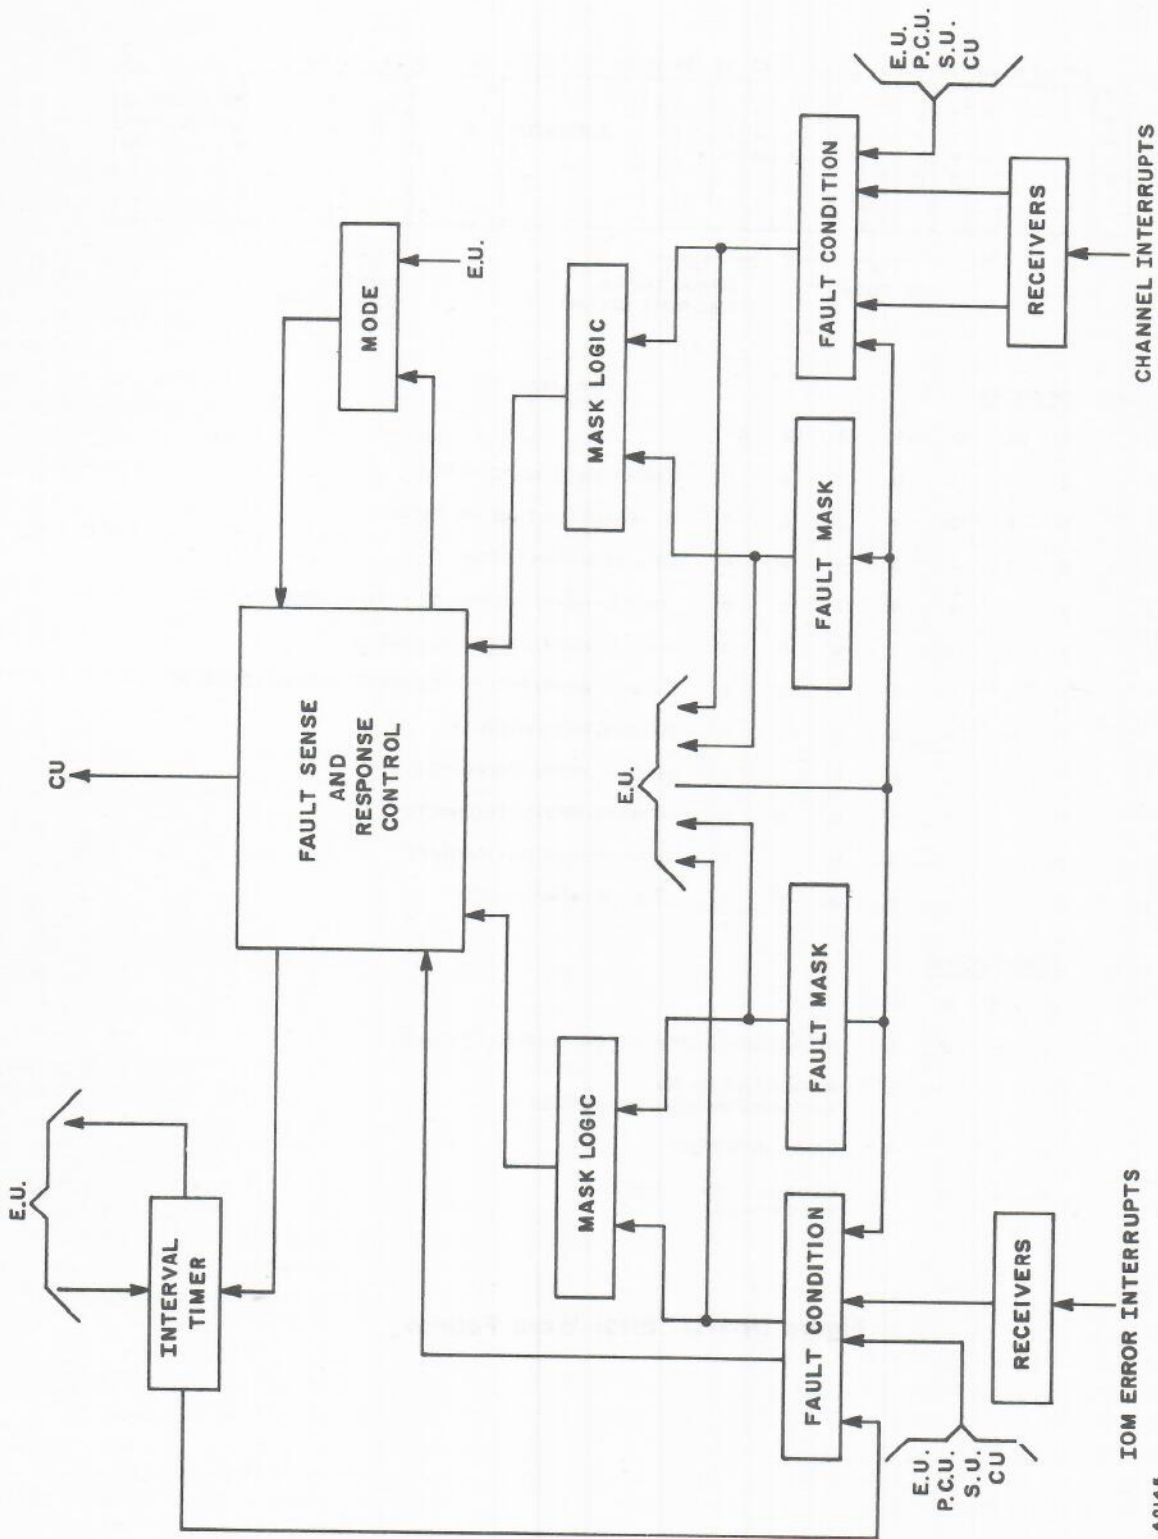 CU
E.U.
INTERVAL
TIMER
FAULT SENSE
AND
RESPONSE
CONTROL
MODE
E.U.
MASK LOGIC
MASK LOGIC
E.U.
FAULT CONDITION
FAULT MASK
FAULT MASK
FAULT CONDITION
E.U.
P.C.U.
S.U.
CU
RECEIVERS
RECEIVERS
E.U.
P.C.U.
S.U.
CU
IOM ERROR INTERRUPTS
CHANNEL INTERRUPTS